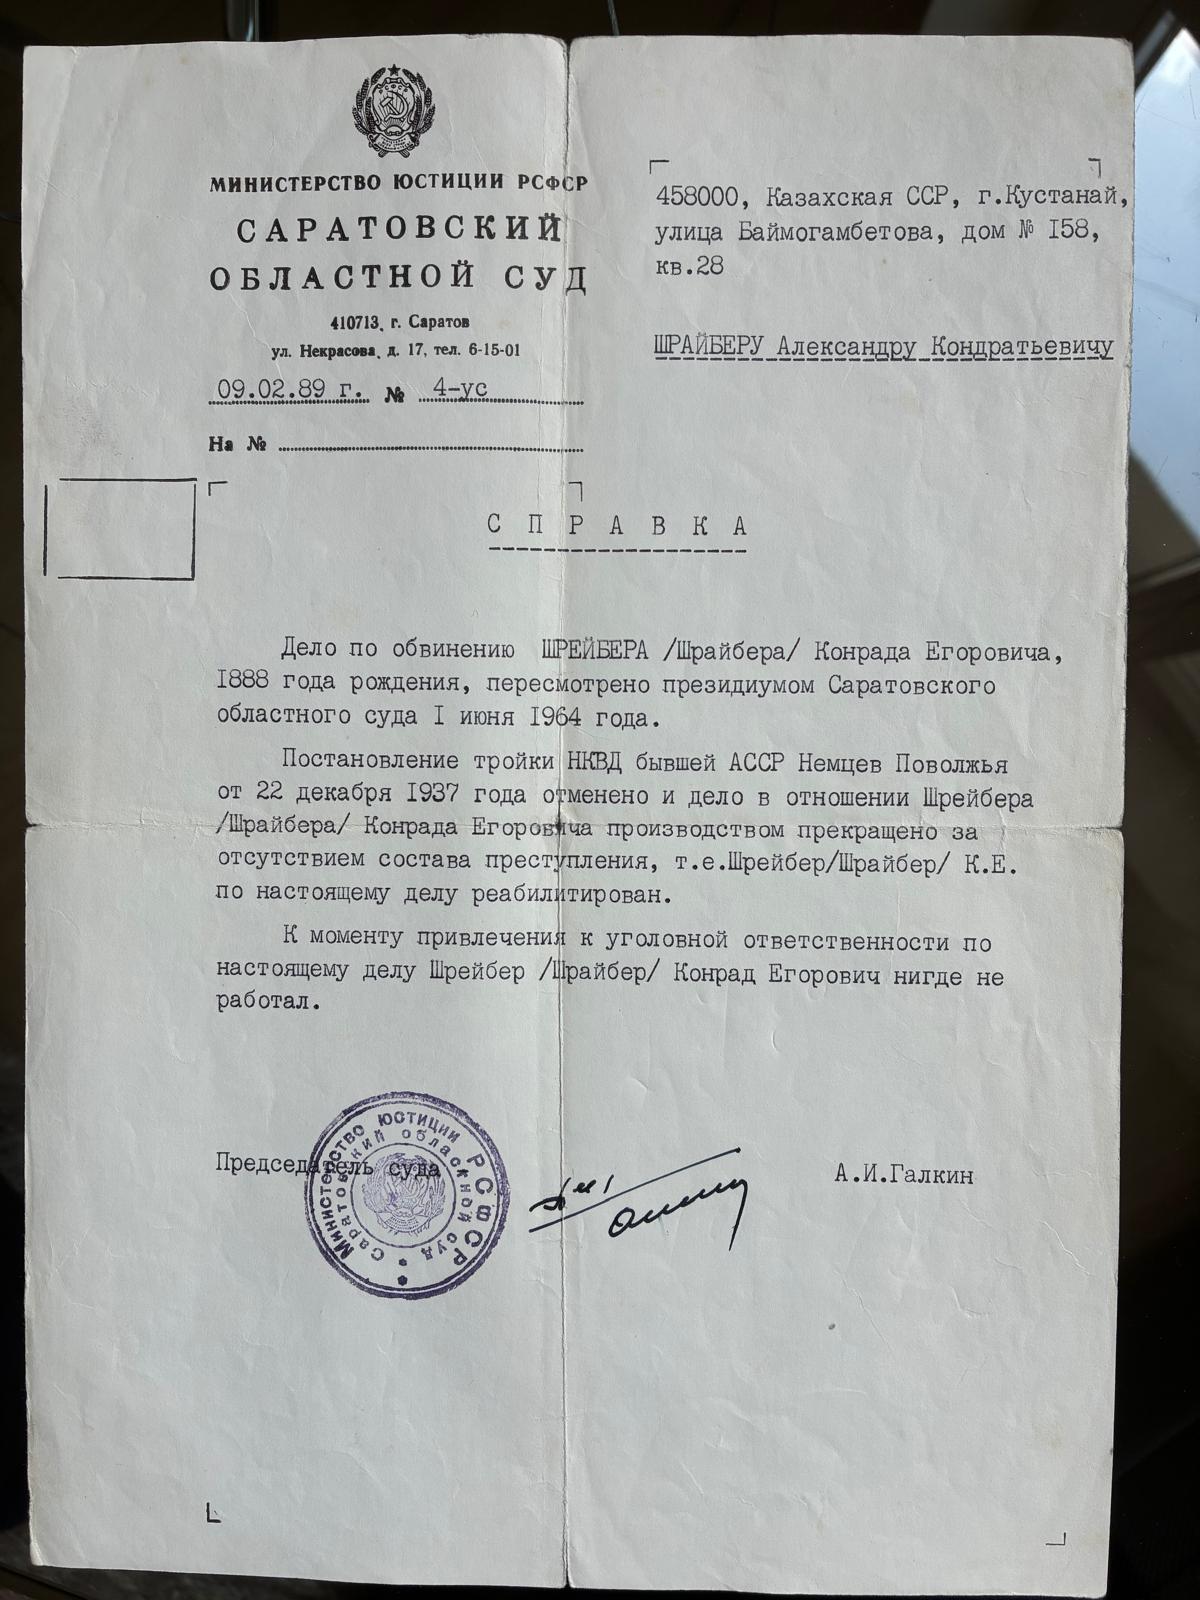 МИНИСТЕРСТВО ЮСТИЦИИ РСФСР
САРАТОВСКИЙ
ОБЛАСТНОЙ СУД
410713, г. Саратов
ул. Некрасова, д. 17, тел. 6-15-01
09.02.89 г. № 4-ус
На №
458000, Казахская ССР, г.Кустанай,
улица Баймогамбетова, дом № I58,
кв.28
ШРАЙБЕРУ Александру Кондратьевичу
С П Р А В К А
Дело по обвинению ШРЕЙБЕРА /Шрайбера/ Конрада Егоровича,
I888 года рождения, пересмотрено президиумом Саратовского
областного суда I июня I964 года.
Постановление тройки НКВД бывшей АССР Немцев Поволжья
от 22 декабря I937 года отменено и дело в отношении Шрейбера
/Шрайбера/ Конрада Егоровича производством прекращено за
отсутствием состава преступления, т.е.Шрейбер/Шрайбер/ К.Е.
по настоящему делу реабилитирован.
К моменту привлечения к уголовной ответственности по
настоящему делу Шрейбер /Шрайбер/ Конрад Егорович нигде не
работал.
Председатель суда
А.И.Галкин
Министерство юстиции РСФСР
Саратовский областной суд